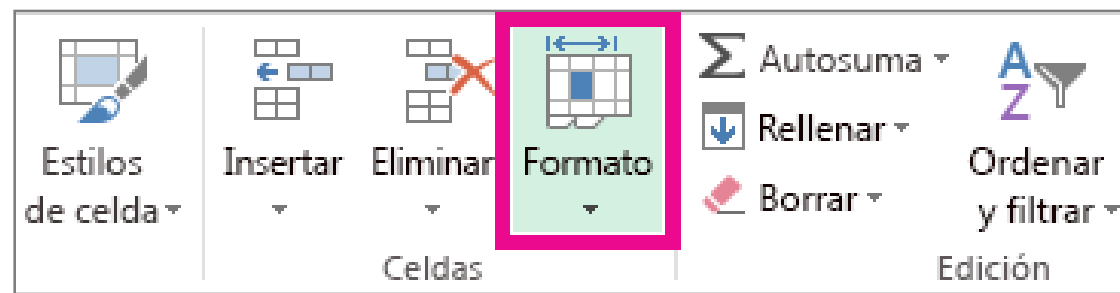 Estilos
de celda
Insertar
Eliminar
Formato
Celdas
Σ Autosuma
Rellenar
Borrar
A
Z
Ordenar
y filtrar
Edición